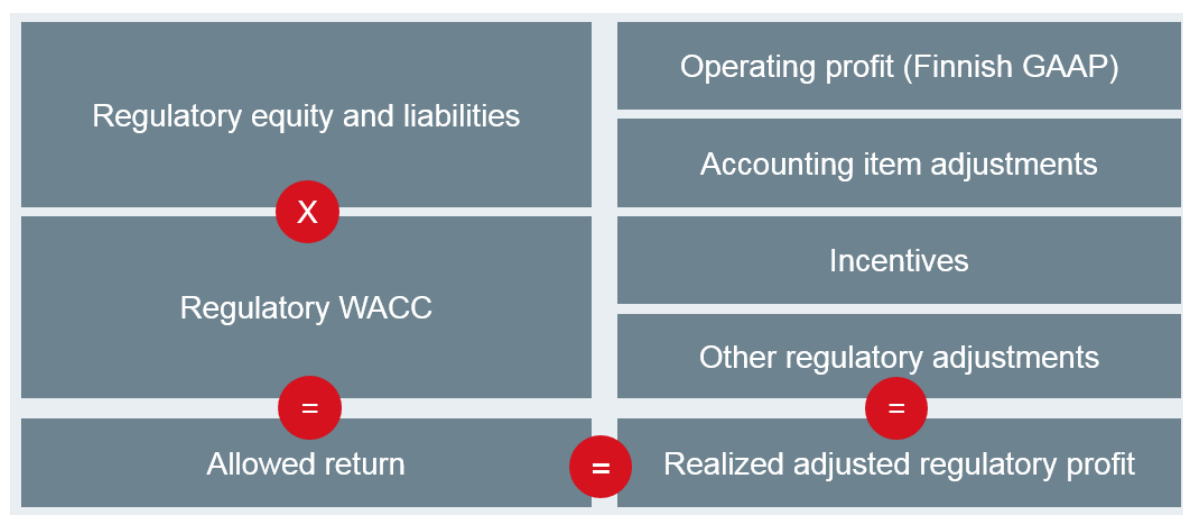 Regulatory equity and liabilities
X
Regulatory WACC
=
Allowed return
=
Operating profit (Finnish GAAP)
Accounting item adjustments
Incentives
Other regulatory adjustments
=
Realized adjusted regulatory profit